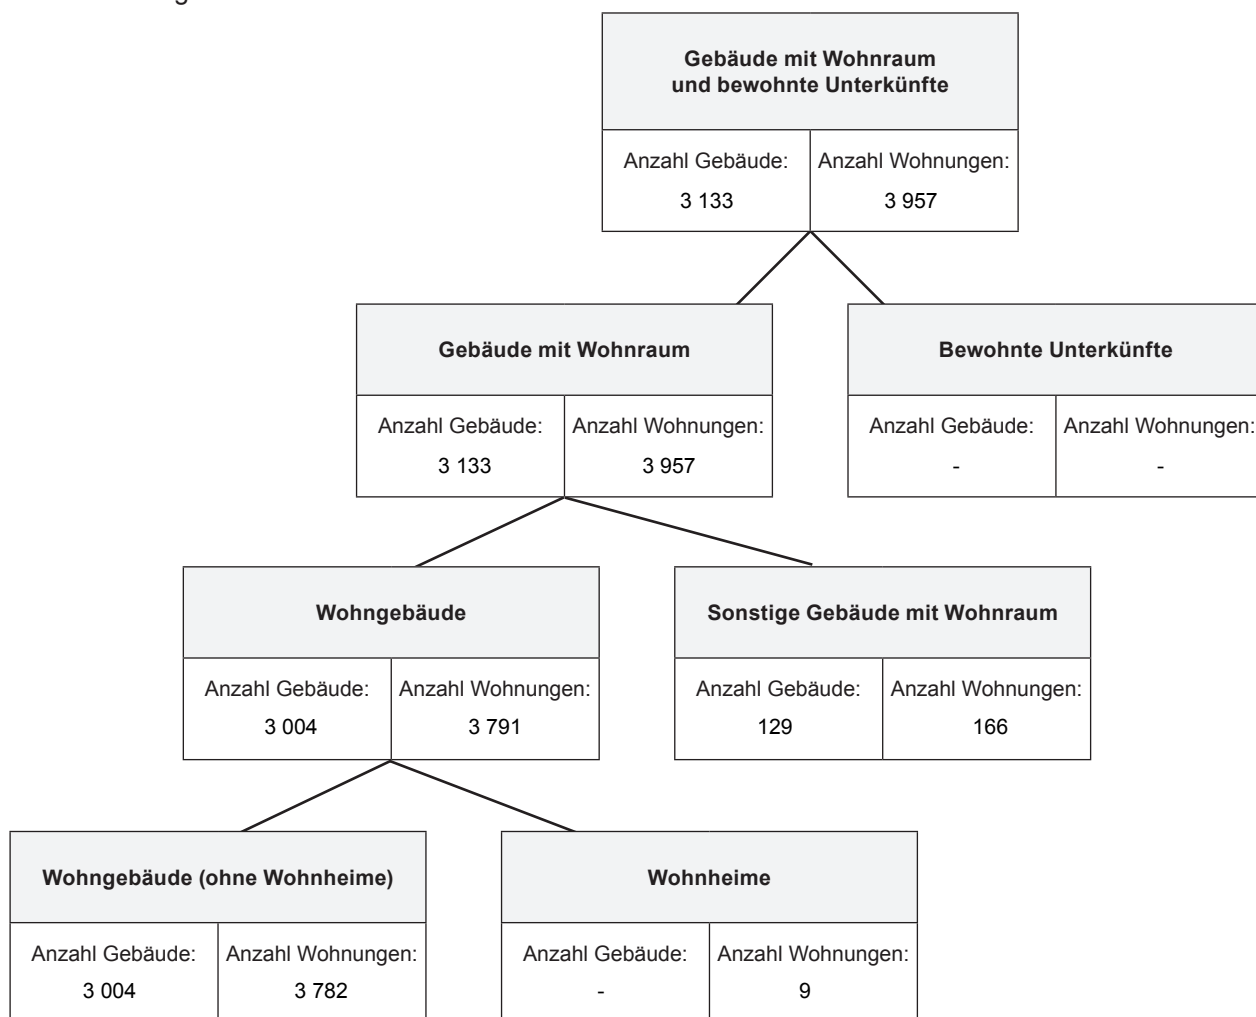 Gebäude mit Wohnraum
und bewohnte Unterkünfte
Anzahl Gebäude: Anzahl Wohnungen:
3 133 3 957
Gebäude mit Wohnraum Bewohnte Unterkünfte
Anzahl Gebäude: Anzahl Wohnungen: Anzahl Gebäude: Anzahl Wohnungen:
3 133 3 957 - -
Wohngebäude Sonstige Gebäude mit Wohnraum
Anzahl Gebäude: Anzahl Wohnungen: Anzahl Gebäude: Anzahl Wohnungen:
3 004 3 791 129 166
Wohngebäude (ohne Wohnheime) Wohnheime
Anzahl Gebäude: Anzahl Wohnungen: Anzahl Gebäude: Anzahl Wohnungen:
3 004 3 782 - 9